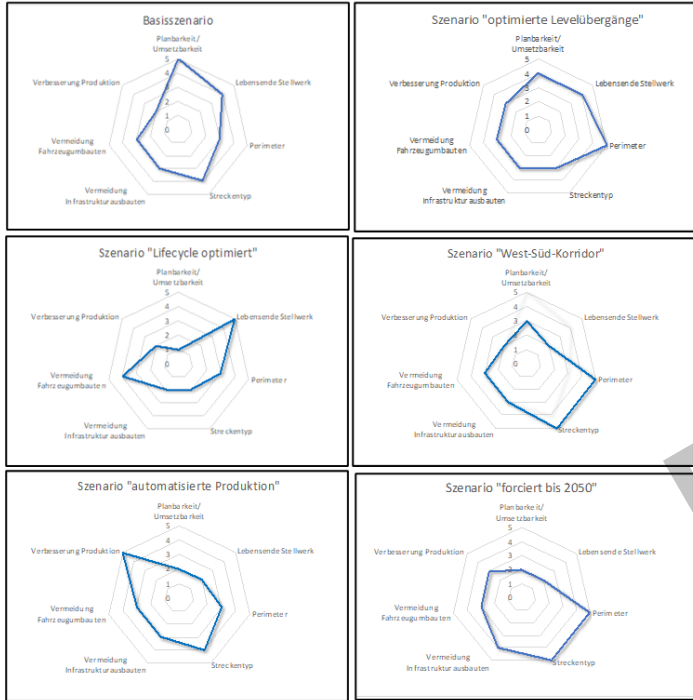 Basisszenario
Planbarkeit/
Umsetzbarkeit
5
4
3
2
1
0
Lebensende Stellwerk
Perimeter
Streckentyp
Vermeidung
Infrastrukturausbauten
Vermeidung
Fahrzeugumbauten
Verbesserung Produktion
Szenario "optimierte Levelübergänge"
Planbarkeit/
Umsetzbarkeit
5
4
3
2
1
0
Lebensende Stellwerk
Perimeter
Streckentyp
Vermeidung
Infrastrukturausbauten
Vermeidung
Fahrzeugumbauten
Verbesserung Produktion
Szenario "Lifecycle optimiert"
Planbarkeit/
Umsetzbarkeit
5
4
3
2
1
0
Lebensende Stellwerk
Perimeter
Streckentyp
Vermeidung
Infrastrukturausbauten
Vermeidung
Fahrzeugumbauten
Verbesserung Produktion
Szenario "West-Süd-Korridor"
Planbarkeit/
Umsetzbarkeit
5
4
3
2
1
0
Lebensende Stellwerk
Perimeter
Streckentyp
Vermeidung
Infrastrukturausbauten
Vermeidung
Fahrzeugumbauten
Verbesserung Produktion
Szenario "automatisierte Produktion"
Planbarkeit/
Umsetzbarkeit
5
4
3
2
1
0
Lebensende Stellwerk
Perimeter
Streckentyp
Vermeidung
Infrastrukturausbauten
Vermeidung
Fahrzeugumbauten
Verbesserung Produktion
Szenario "forciert bis 2050"
Planbarkeit/
Umsetzbarkeit
5
4
3
2
1
0
Lebensende Stellwerk
Perimeter
Streckentyp
Vermeidung
Infrastrukturausbauten
Vermeidung
Fahrzeugumbauten
Verbesserung Produktion